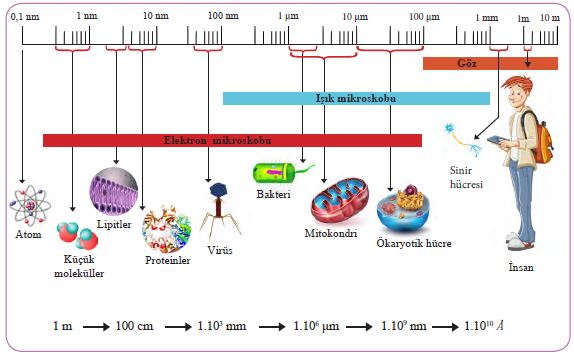 0,1 nm 1 nm 10 nm 100 nm 1 μm 10 μm 100 μm 1 mm 1m 10 m
Göz
Işık mikroskobu
Elektron mikroskobu
Atom
Küçük
moleküller
Lipitler
Proteinler
Virüs
Bakteri
Mitokondri
Ökaryotik hücre
Sinir
hücresi
İnsan
1 m → 100 cm → 1.10³ mm → 1.10⁶ μm → 1.10⁹ nm → 1.10¹⁰ Å